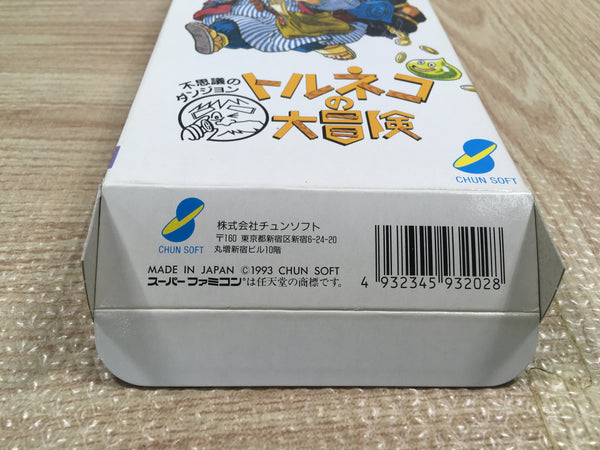 不思議の
ダンジョン
トルネコ
の
大冒険
CHUN SOFT
CHUN SOFT
株式会社チュンソフト
〒160 東京都新宿区新宿6-24-20
丸増新宿ビル10階
MADE IN JAPAN ©1993 CHUN SOFT
スーパーファミコンは任天堂の商標です。
4 932345 932028